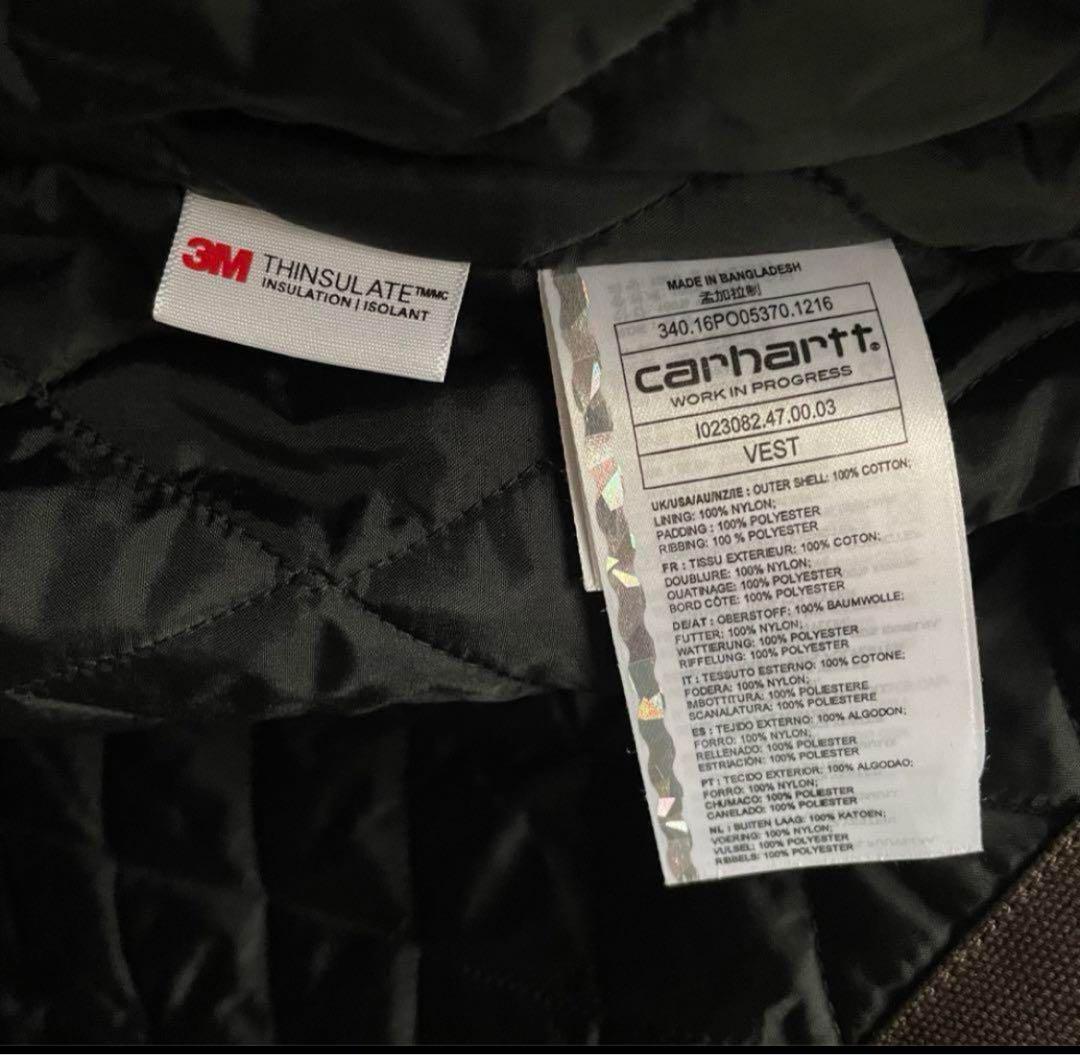 3M THINSULATE™/MC
INSULATION | ISOLANT
MADE IN BANGLADESH
孟加拉制
340.16PO05370.1216
carhartt®
WORK IN PROGRESS
I023082.47.00.03
VEST
UK/USA/AU/NZ/IE : OUTER SHELL: 100% COTTON;
LINING: 100% NYLON;
PADDING : 100% POLYESTER
RIBBING: 100 % POLYESTER
FR : TISSU EXTERIEUR: 100% COTON;
DOUBLURE: 100% NYLON;
OUATINAGE: 100% POLYESTER
BORD CÔTE: 100% POLYESTER
DE/AT : OBERSTOFF: 100% BAUMWOLLE;
FUTTER: 100% NYLON;
WATTIERUNG: 100% POLYESTER
RIFFELUNG: 100% POLYESTER
IT : TESSUTO ESTERNO: 100% COTONE;
FODERA: 100% NYLON;
IMBOTTITURA: 100% POLIESTERE
SCANALATURA: 100% POLIESTERE
ES : TEJIDO EXTERNO: 100% ALGODON;
FORRO: 100% NYLON;
RELLENADO: 100% POLIESTER
ESTRIACIÓN: 100% POLIESTER
PT : TECIDO EXTERIOR: 100% ALGODAO;
FORRO: 100% NYLON;
CHUMACO: 100% POLIESTER
CANELADO: 100% POLIESTER
NL : BUITEN LAAG: 100% KATOEN;
VOERING: 100% NYLON;
VULSEL: 100% POLYESTER
RIBBELS: 100% POLYESTER